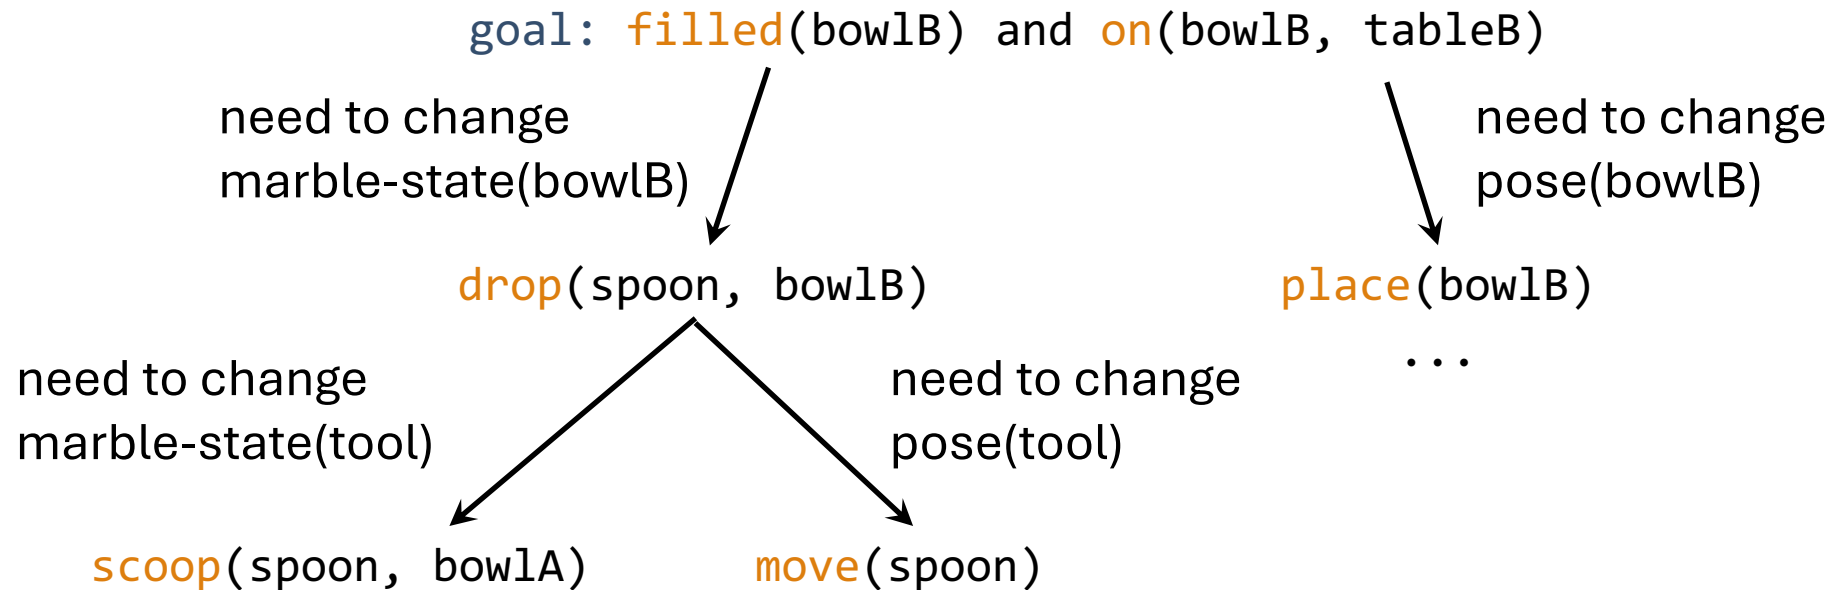 goal: filled(bowlB) and on(bowlB, tableB)
need to change
marble-state(bowlB)
need to change
pose(bowlB)
drop(spoon, bowlB)
place(bowlB)
...
need to change
marble-state(tool)
need to change
pose(tool)
scoop(spoon, bowlA)
move(spoon)